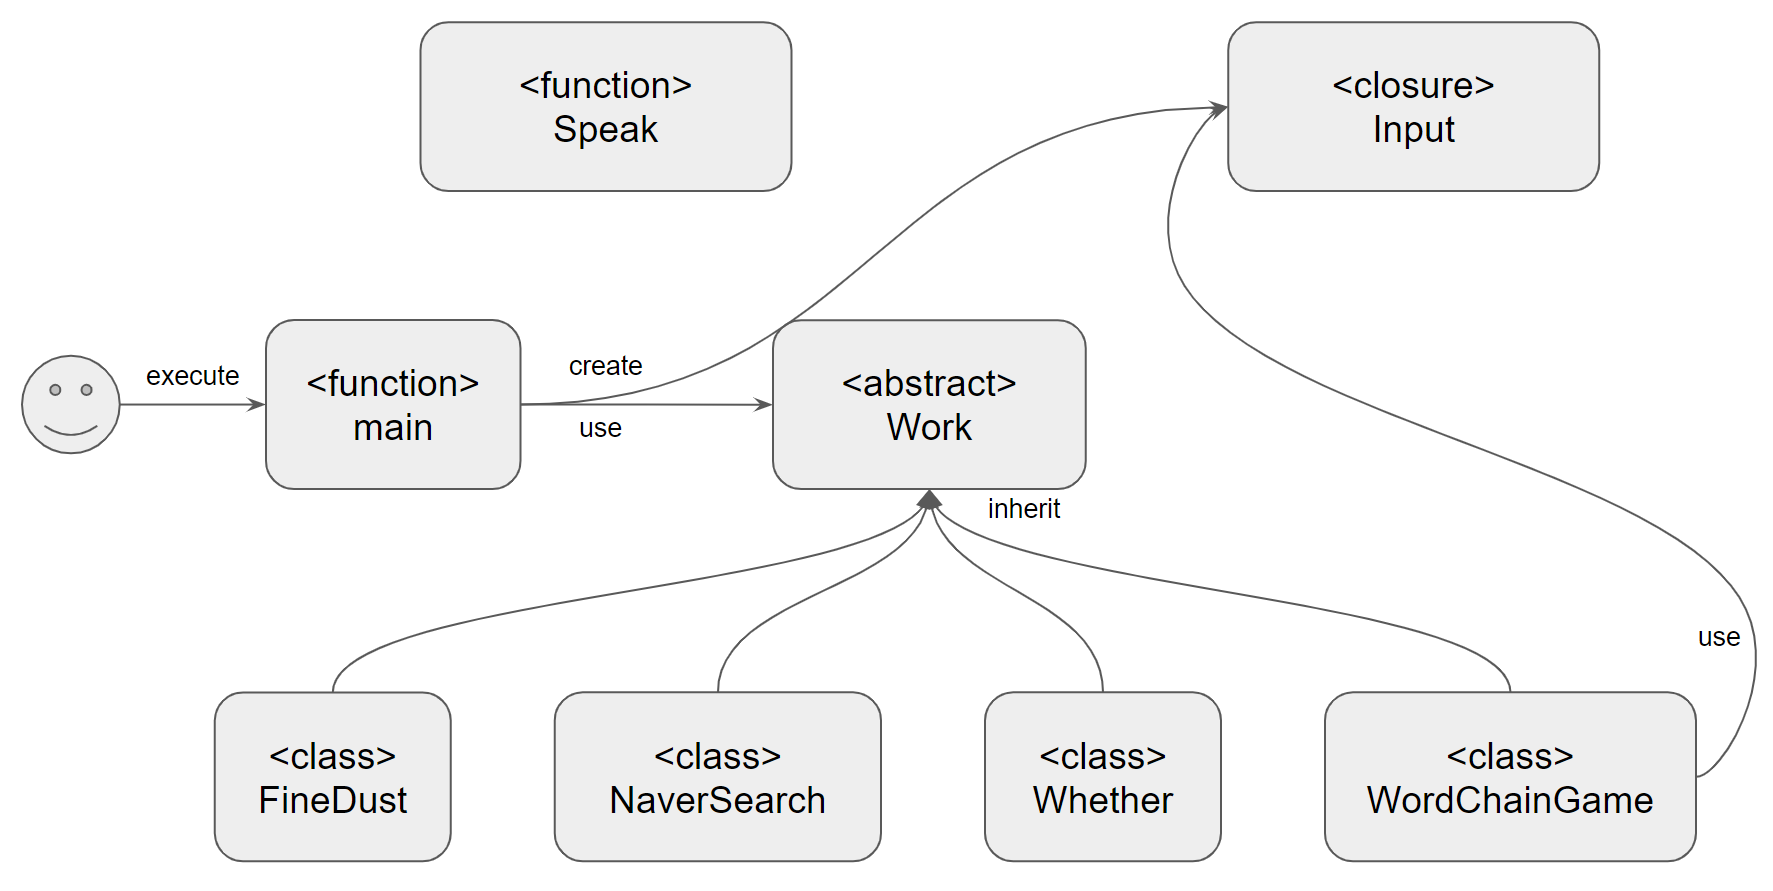 <function>
Speak
<closure>
Input
execute
<function>
main
create
use
<abstract>
Work
inherit
use
<class>
FineDust
<class>
NaverSearch
<class>
Whether
<class>
WordChainGame